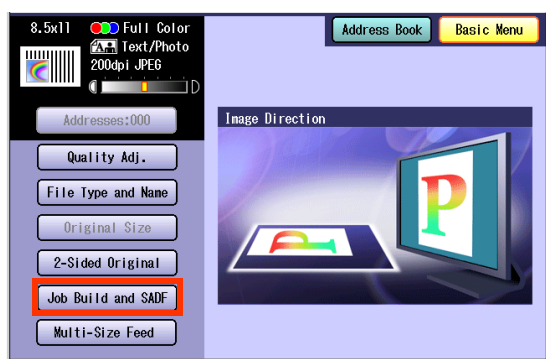 8.5x11 Full Color
A A Text/Photo
200dpi JPEG
Address Book
Basic Menu
Addresses:000
Quality Adj.
File Type and Name
Original Size
2-Sided Original
Job Build and SADF
Multi-Size Feed
Image Direction
P
P